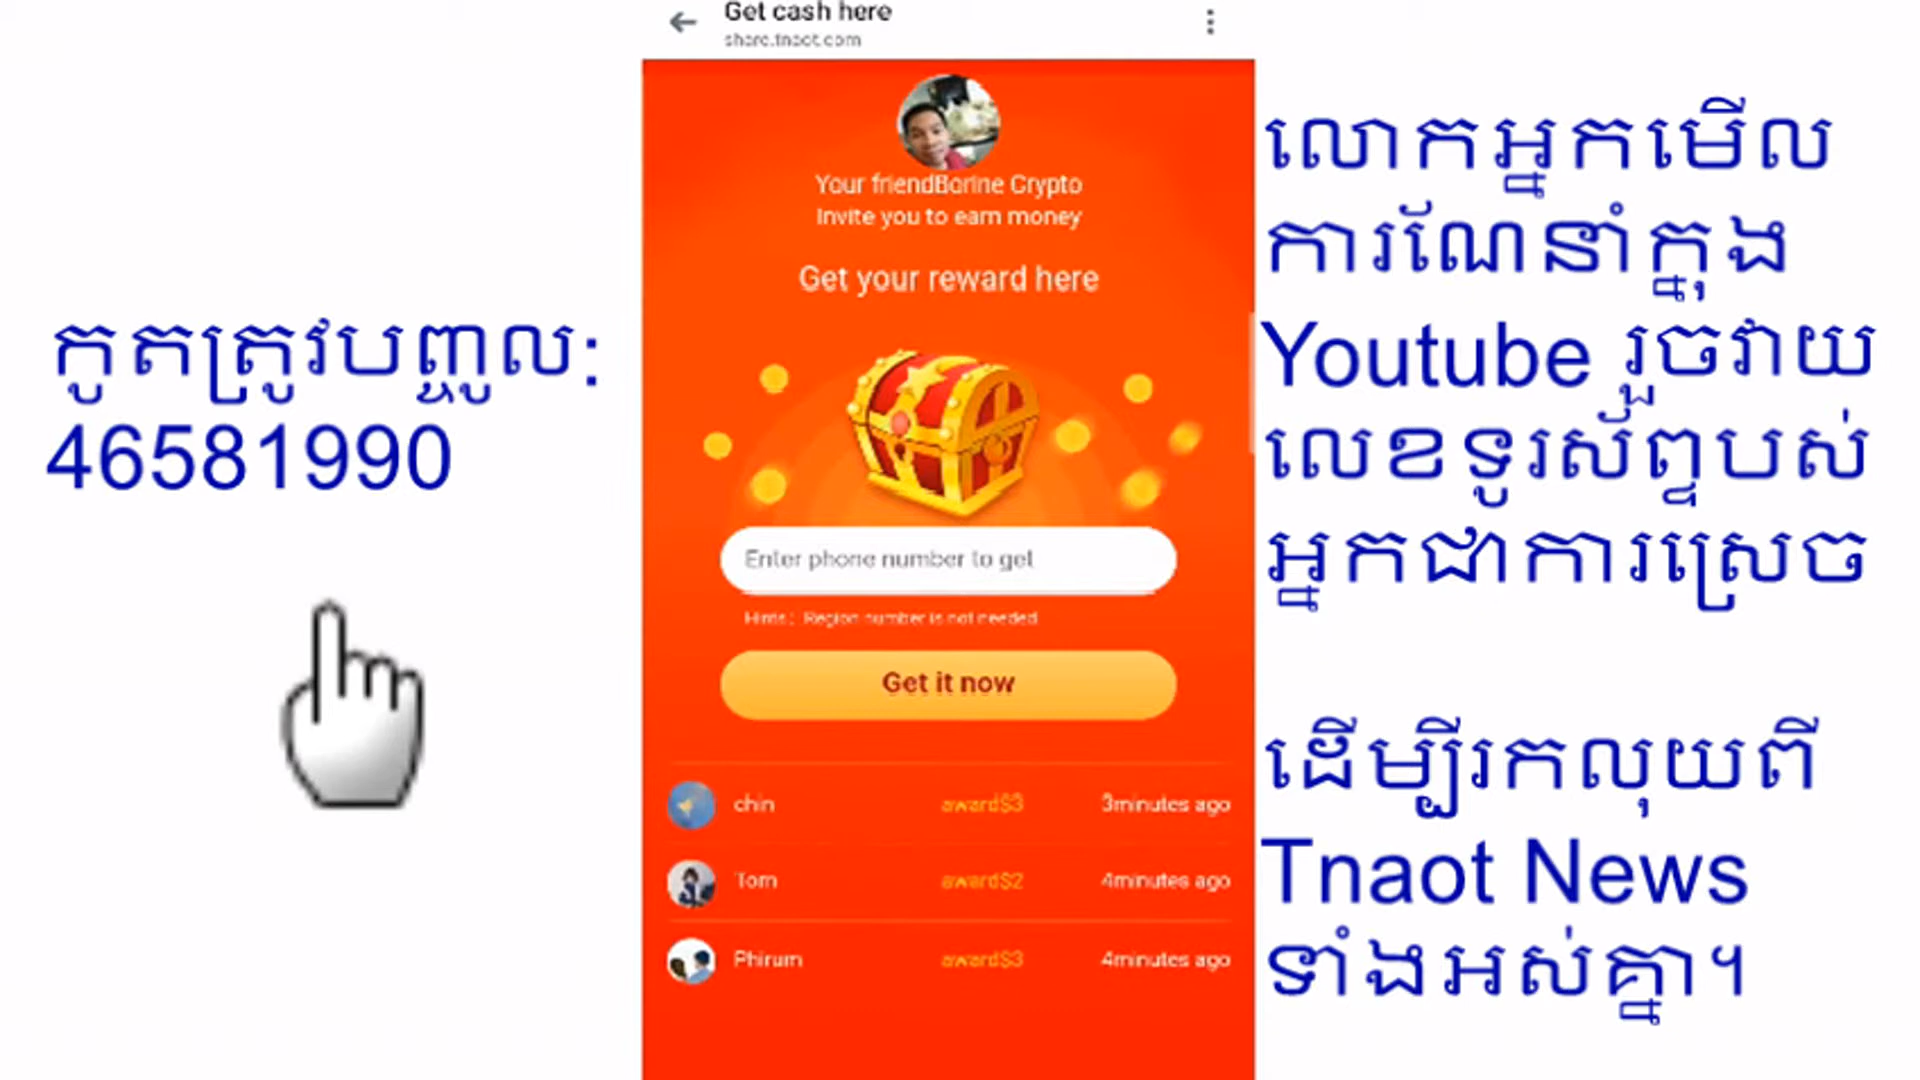 Get cash here
share.tnaot.com
Your friendBorine Crypto
Invite you to earn money
Get your reward here
Enter phone number to get
Hints： Region number is not needed
Get it now
chin award$3 3minutes ago
Tom award$2 4minutes ago
Phirum award$3 4minutes ago
កូតត្រូវបញ្ចូល:
46581990
លោកអ្នកមើល
ការណែនាំក្នុង
Youtube រួចវាយ
លេខទូរស័ព្ទបស់
អ្នកជាការស្រេច
ដើម្បីរកលុយពី
Tnaot News
ទាំងអស់គ្នា។